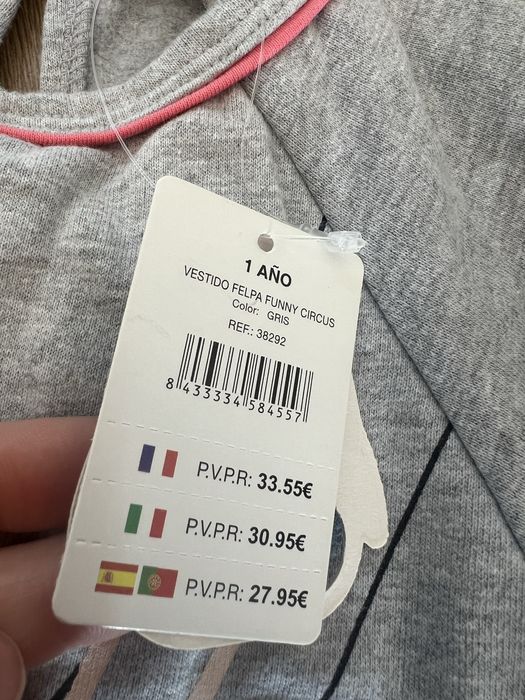 1 AÑO
VESTIDO FELPA FUNNY CIRCUS
Color: GRIS
REF.: 38292
8 433334 584557
P.V.P.R: 33.55€
P.V.P.R: 30.95€
P.V.P.R: 27.95€